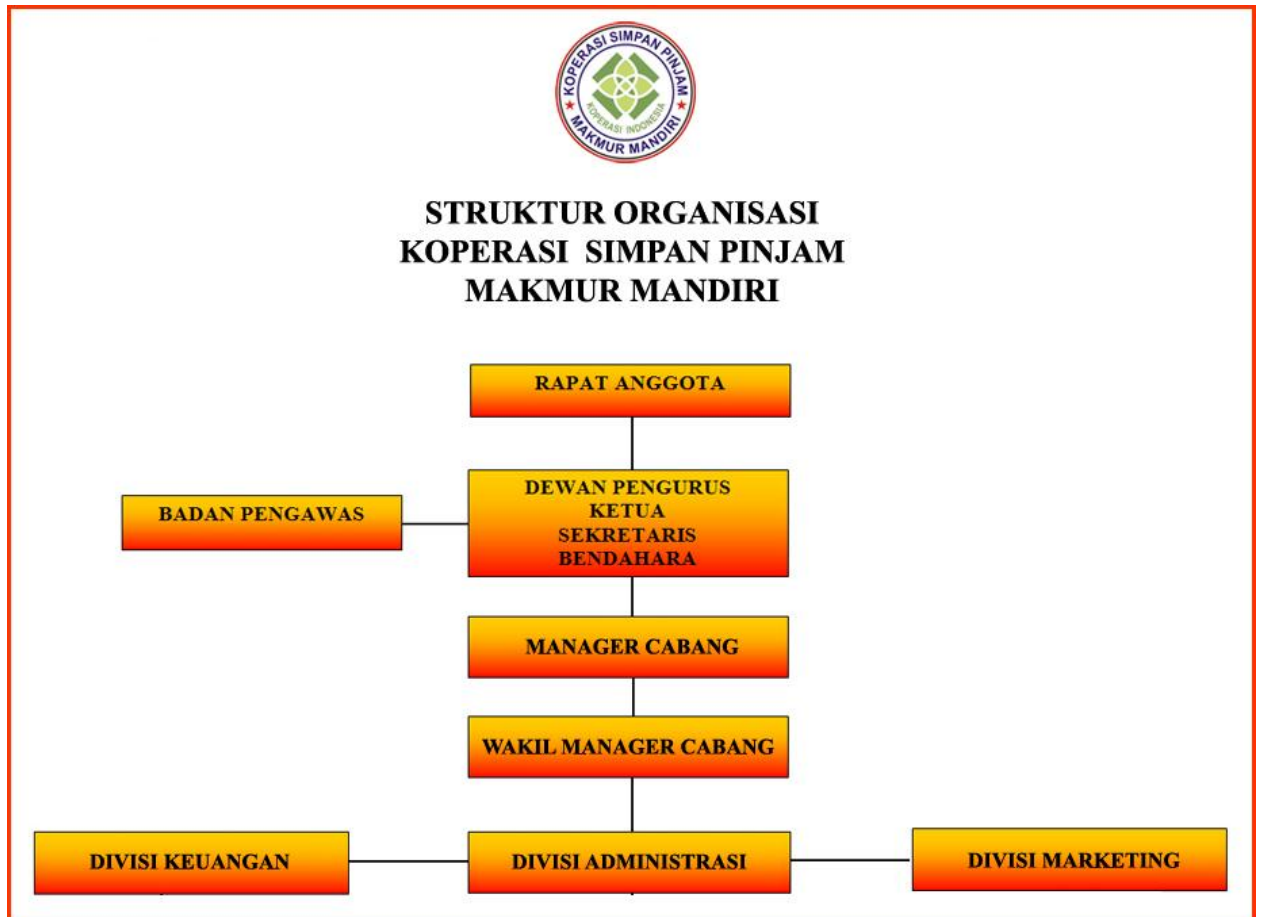 KOPERASI SIMPAN PINJAM
KOPERASI INDONESIA
MAKMUR MANDIRI
STRUKTUR ORGANISASI
KOPERASI SIMPAN PINJAM
MAKMUR MANDIRI
RAPAT ANGGOTA
BADAN PENGAWAS
DEWAN PENGURUS
KETUA
SEKRETARIS
BENDAHARA
MANAGER CABANG
WAKIL MANAGER CABANG
DIVISI KEUANGAN
DIVISI ADMINISTRASI
DIVISI MARKETING